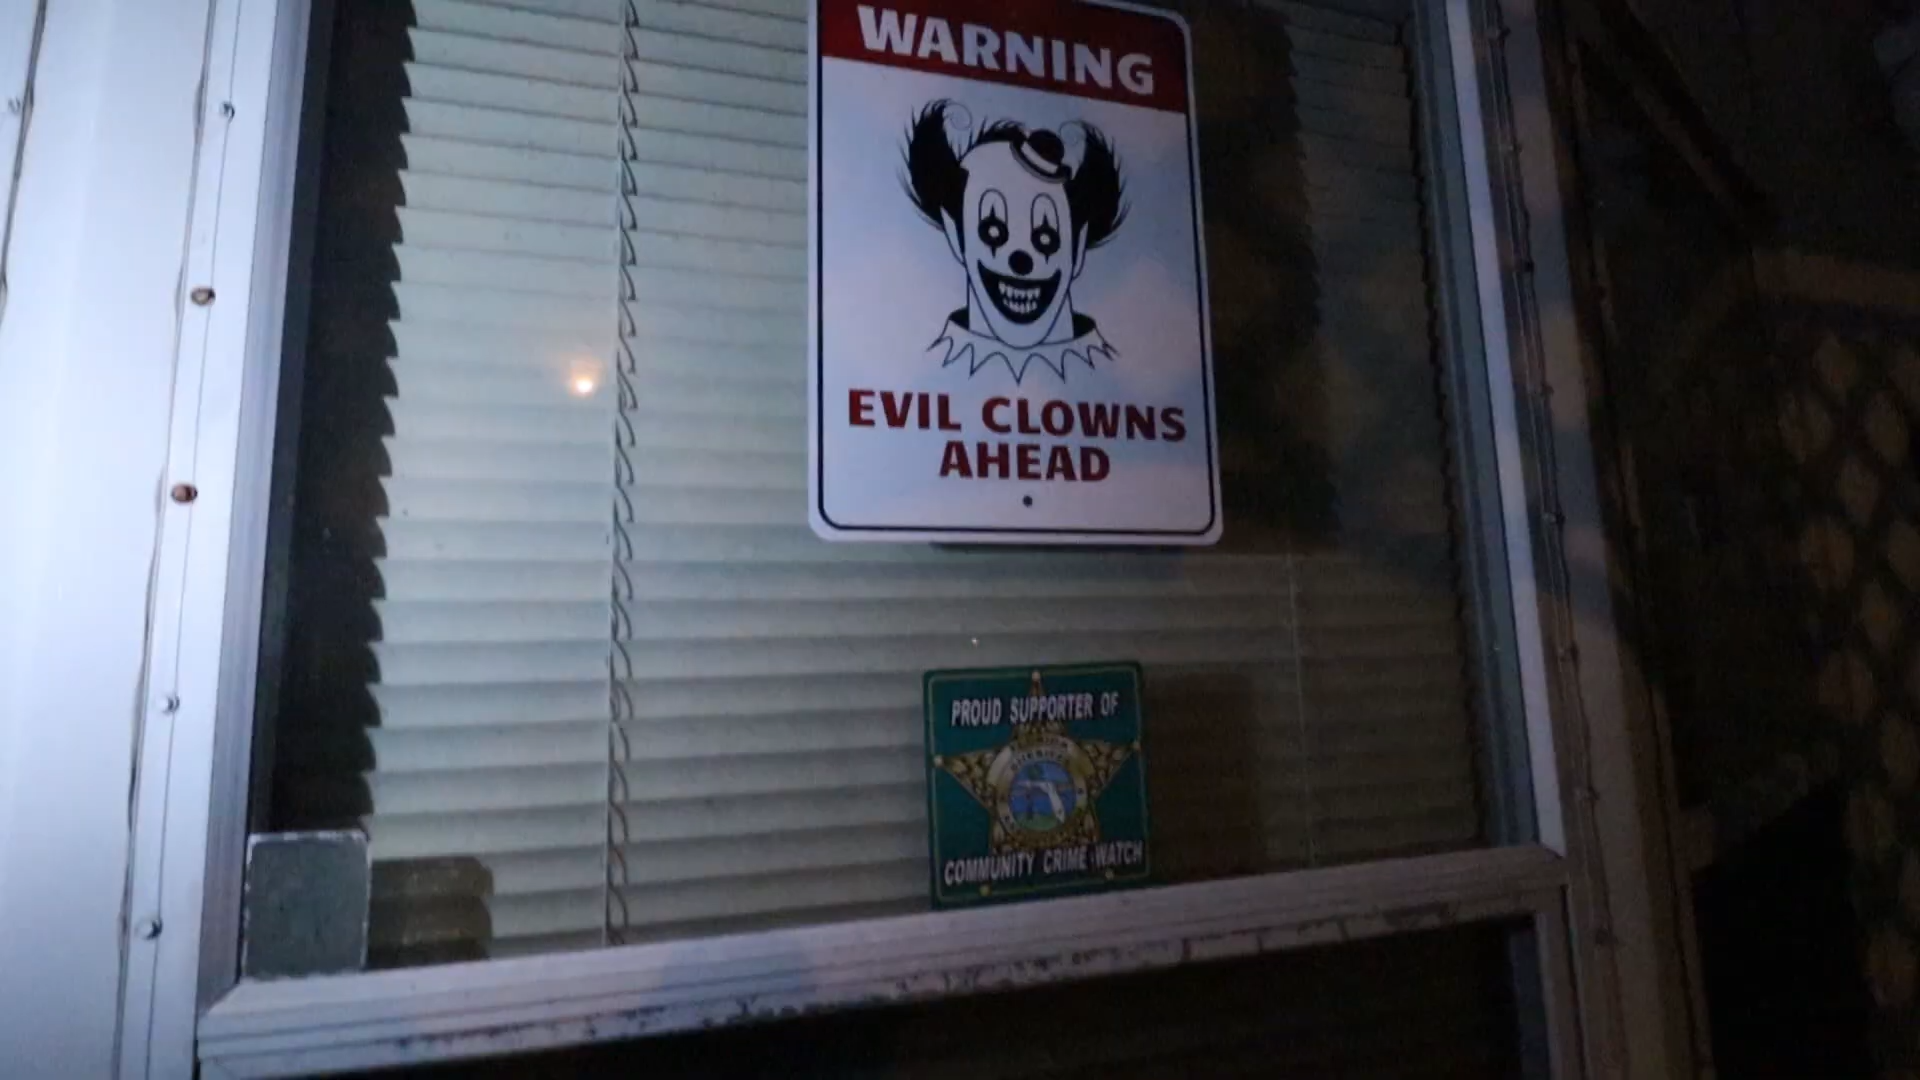 WARNING
EVIL CLOWNS
AHEAD
PROUD SUPPORTER OF
COMMUNITY CRIME WATCH